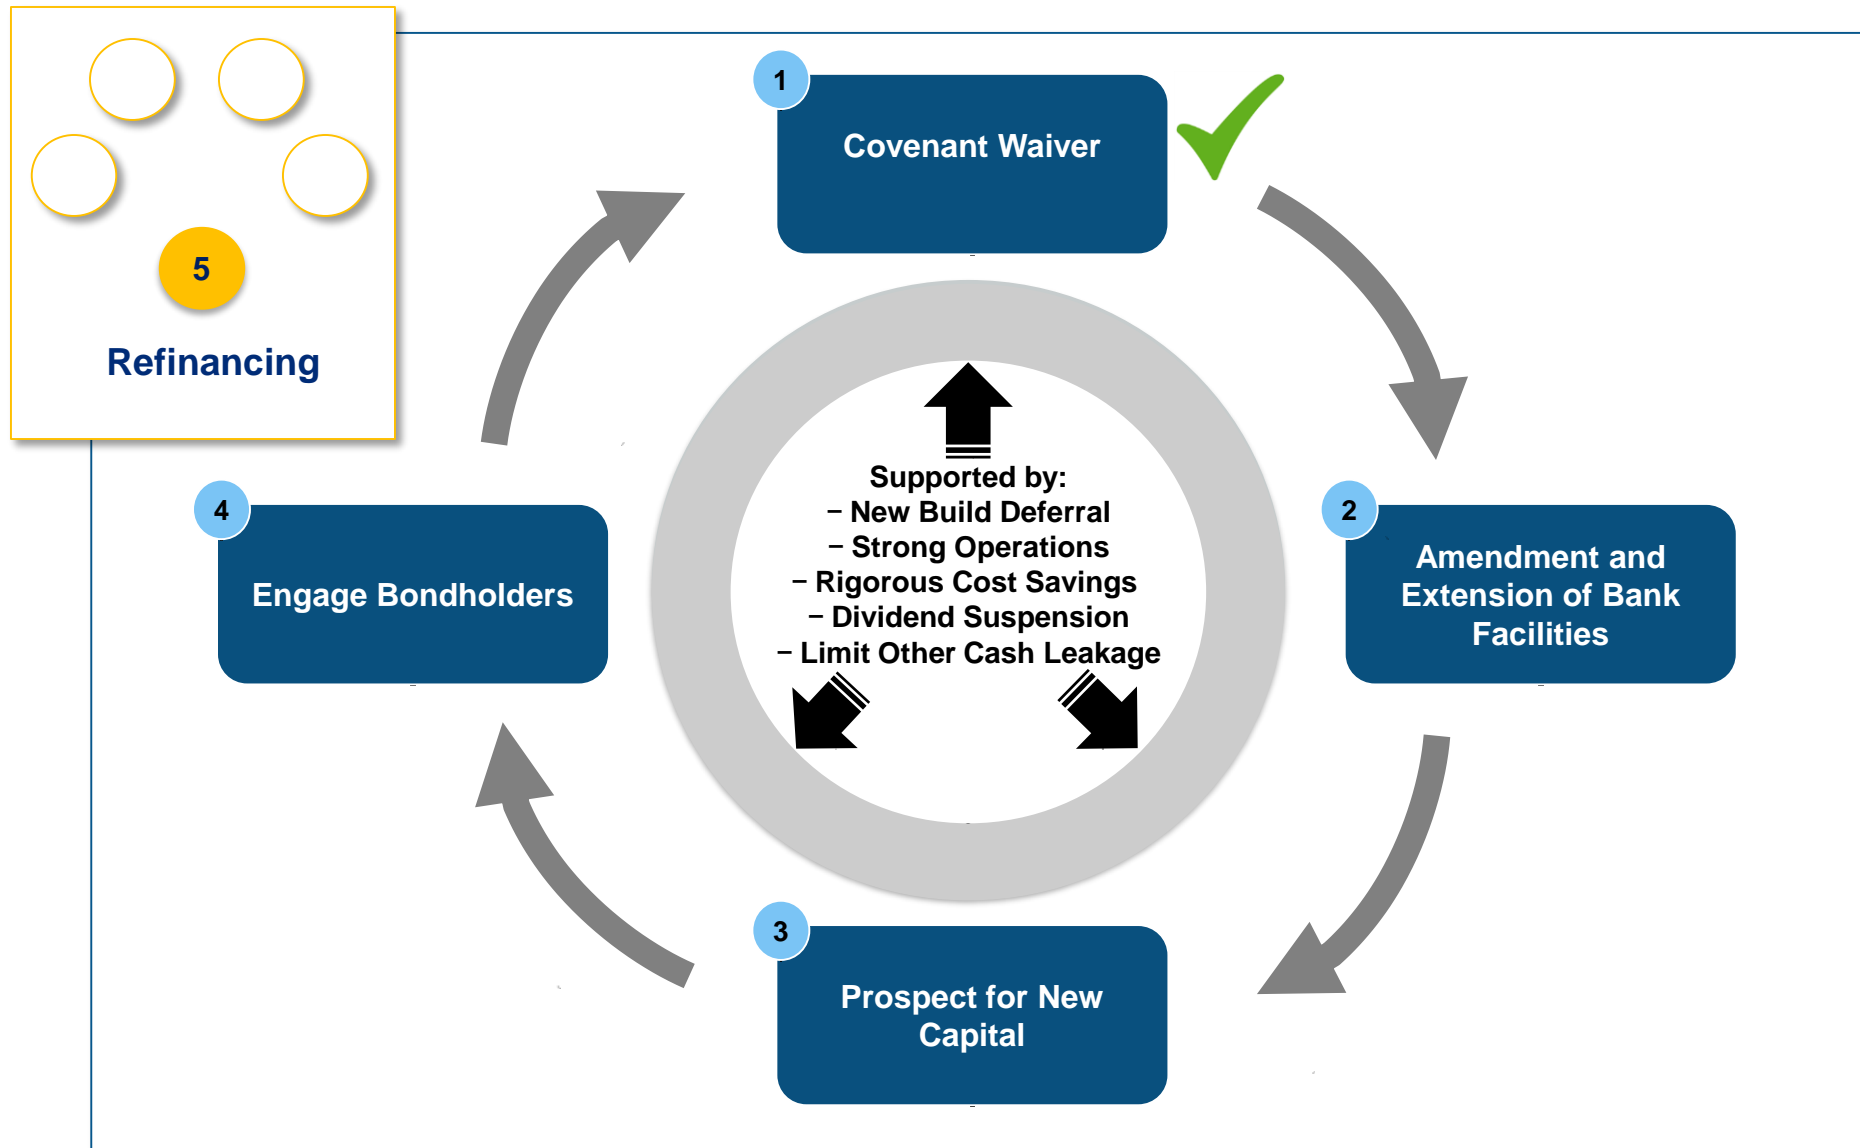 5
Refinancing
1
Covenant Waiver
2
Amendment and
Extension of Bank
Facilities
3
Prospect for New
Capital
4
Engage Bondholders
Supported by:
− New Build Deferral
− Strong Operations
− Rigorous Cost Savings
− Dividend Suspension
− Limit Other Cash Leakage